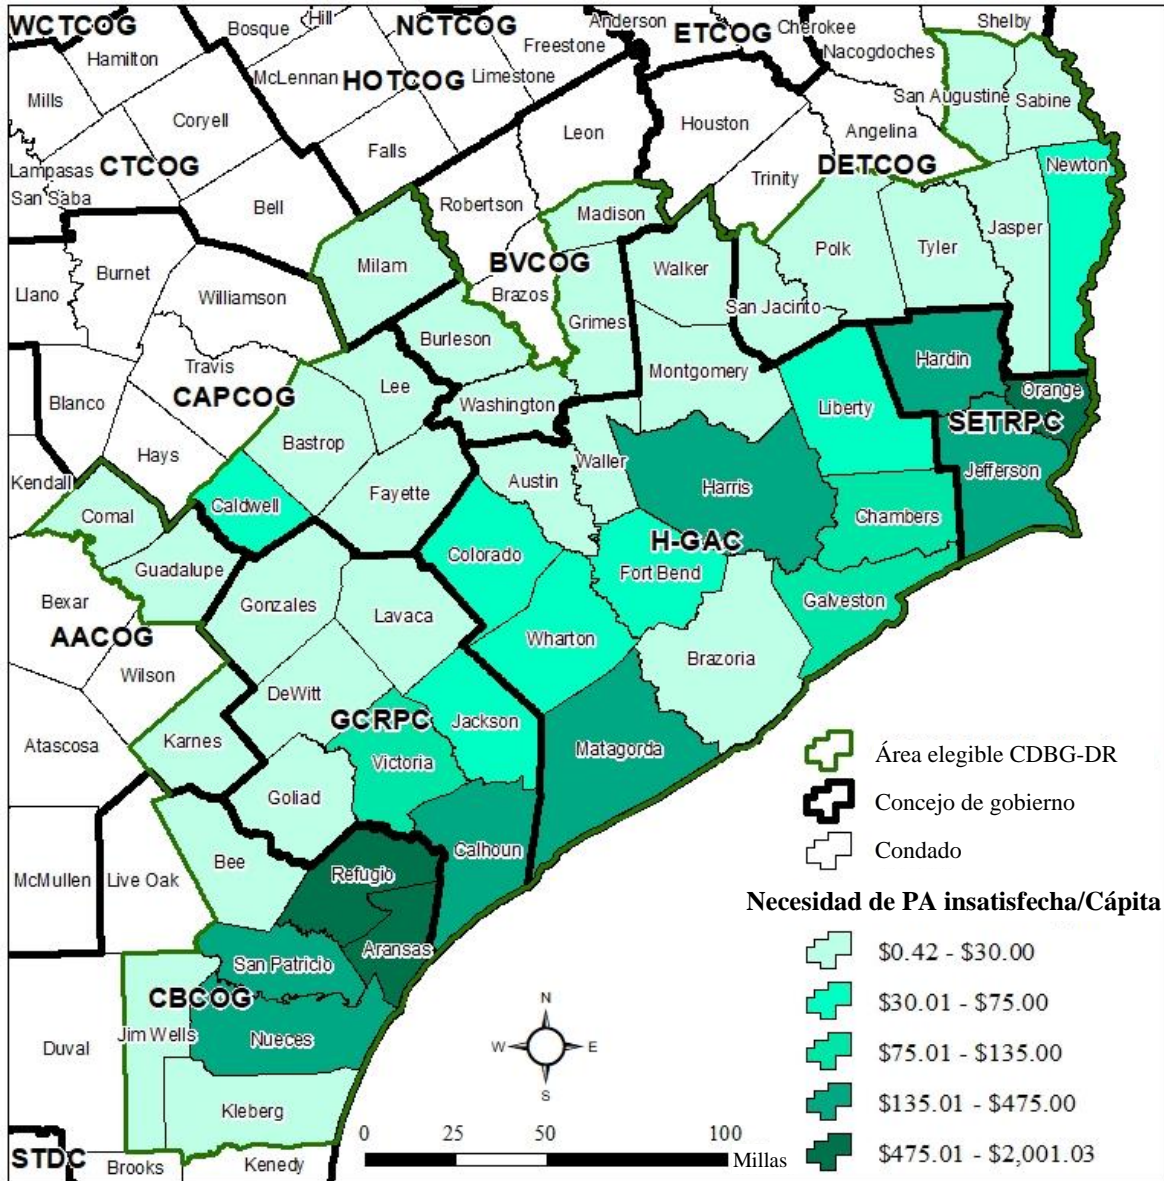 WCTCOG
Hill
Bosque
NCTCOG
Anderson
ETCOG
Cherokee
Shelby
Hamilton
Freestone
Nacogdoches
McLennan
HOTCOG
Limestone
Mills
San Augustine
Sabine
Coryell
Leon
Houston
Angelina
Falls
Lampasas
CTCOG
DETCOG
Newton
San Saba
Bell
Robertson
Trinity
Madison
Jasper
Polk
Tyler
Burnet
Milam
BVCOG
Walker
Llano
Williamson
Brazos
San Jacinto
Grimes
Burleson
Travis
Hardin
Blanco
CAPCOG
Lee
Montgomery
Orange
Washington
Liberty
SETRPC
Bastrop
Hays
Waller
Jefferson
Kendall
Austin
Harris
Fayette
Caldwell
Comal
Chambers
H-GAC
Colorado
Guadalupe
Fort Bend
Bexar
Gonzales
Galveston
Lavaca
AACOG
Wharton
Brazoria
Wilson
DeWitt
GCRPC
Jackson
Karnes
Atascosa
Matagorda
Victoria
Goliad
Calhoun
Bee
Refugio
McMullen
Live Oak
Aransas
San Patricio
CBCOG
Jim Wells
Nueces
Duval
Kleberg
STDC
Brooks
Kenedy
N
W
E
S
0 25 50 100
Millas
Área elegible CDBG-DR
Concejo de gobierno
Condado
Necesidad de PA insatisfecha/Cápita
$0.42 - $30.00
$30.01 - $75.00
$75.01 - $135.00
$135.01 - $475.00
$475.01 - $2,001.03